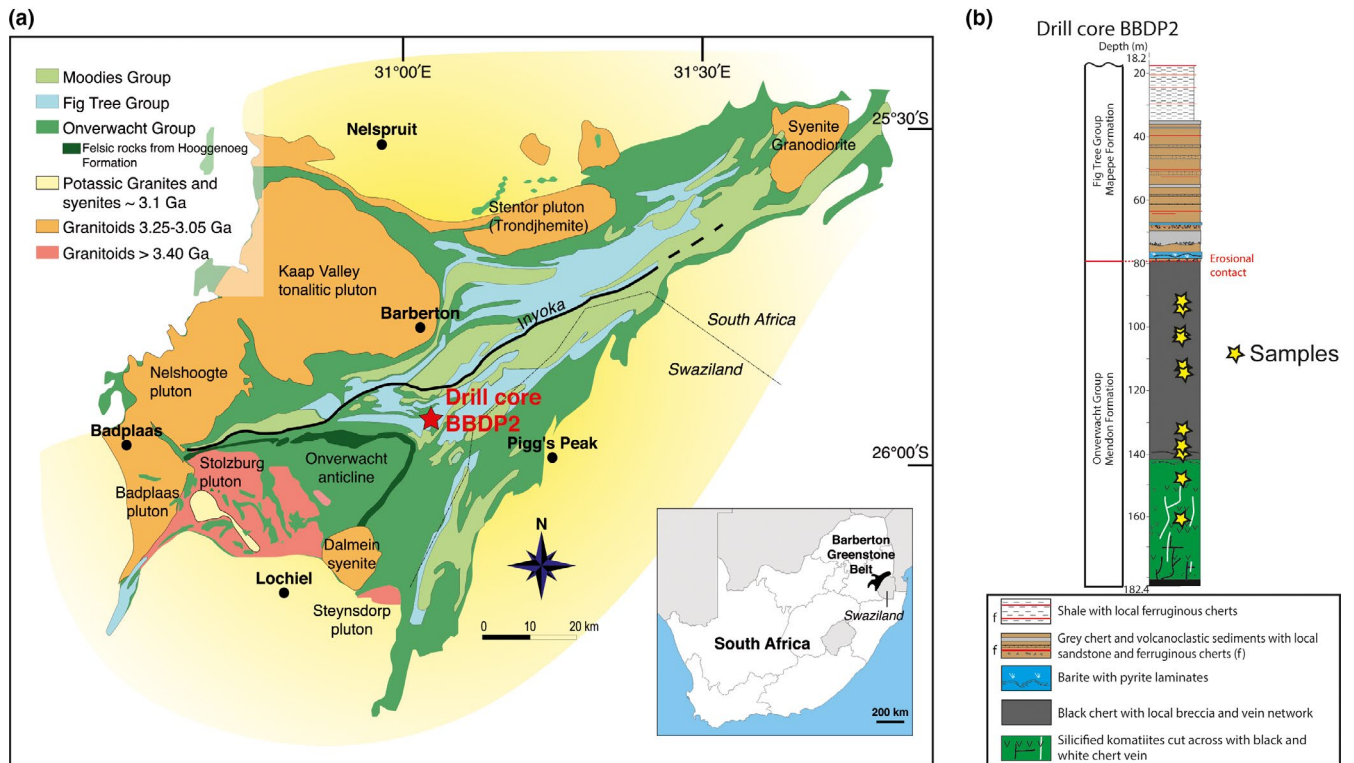 (a)
31°00'E
31°30'E
25°30'S
26°00'S
Moodies Group
Fig Tree Group
Onverwacht Group
Felsic rocks from Hooggenoeg
Formation
Potassic Granites and
syenites ~ 3.1 Ga
Granitoids 3.25-3.05 Ga
Granitoids > 3.40 Ga
Nelspruit
Syenite
Granodiorite
Stentor pluton
(Trondjhemite)
Kaap Valley
tonalitic pluton
Barberton
Inyoka
South Africa
Swaziland
Nelshoogte
pluton
Drill core
BBDP2
Badplaas
Pigg's Peak
Stolzburg
pluton
Onverwacht
anticline
Badplaas
pluton
Dalmein
syenite
Lochiel
Steynsdorp
pluton
N
0 10 20 km
Barberton
Greenstone
Belt
Swaziland
South Africa
200 km
(b)
Drill core BBDP2
Depth (m)
18.2
20
40
60
80
100
120
140
160
182.4
Fig Tree Group
Mapepe Formation
Onverwacht Group
Mendon Formation
Erosional
contact
Samples
f
Shale with local ferruginous cherts
f
Grey chert and volcanoclastic sediments with local
sandstone and ferruginous cherts (f)
Barite with pyrite laminates
Black chert with local breccia and vein network
Silicified komatiites cut across with black and
white chert vein